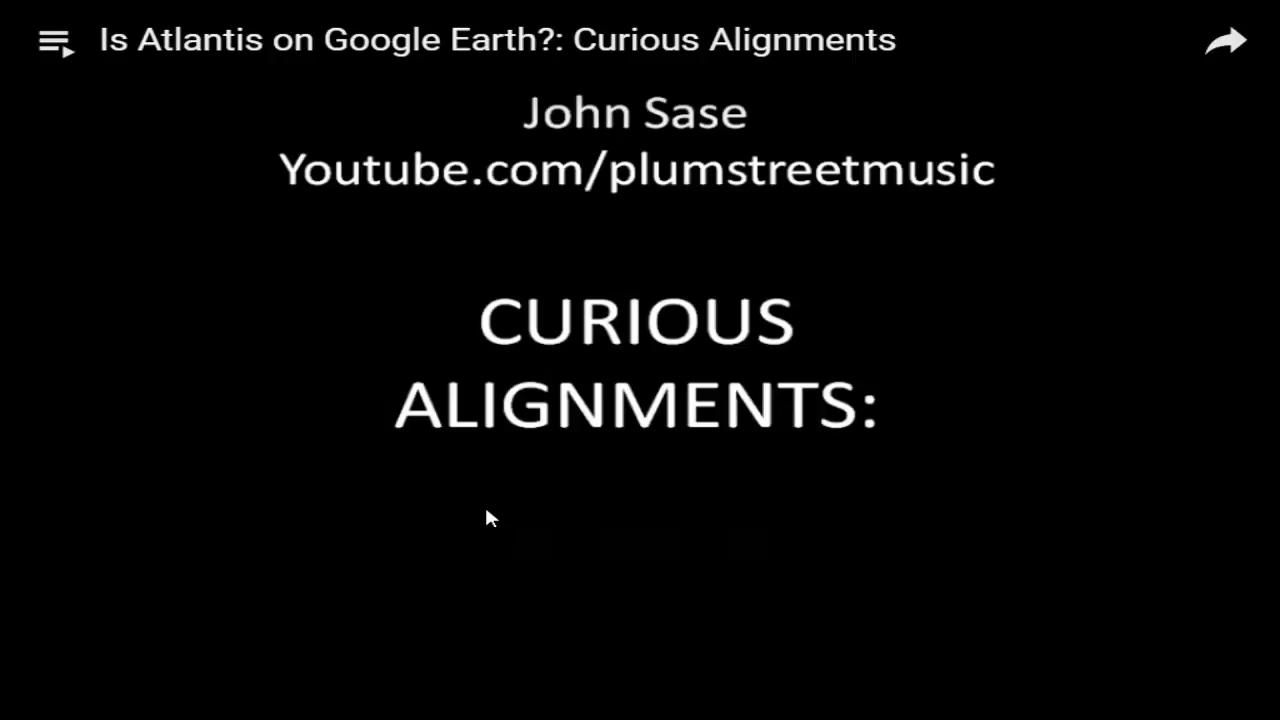 Is Atlantis on Google Earth?: Curious Alignments
John Sase
Youtube.com/plumstreetmusic
CURIOUS
ALIGNMENTS: